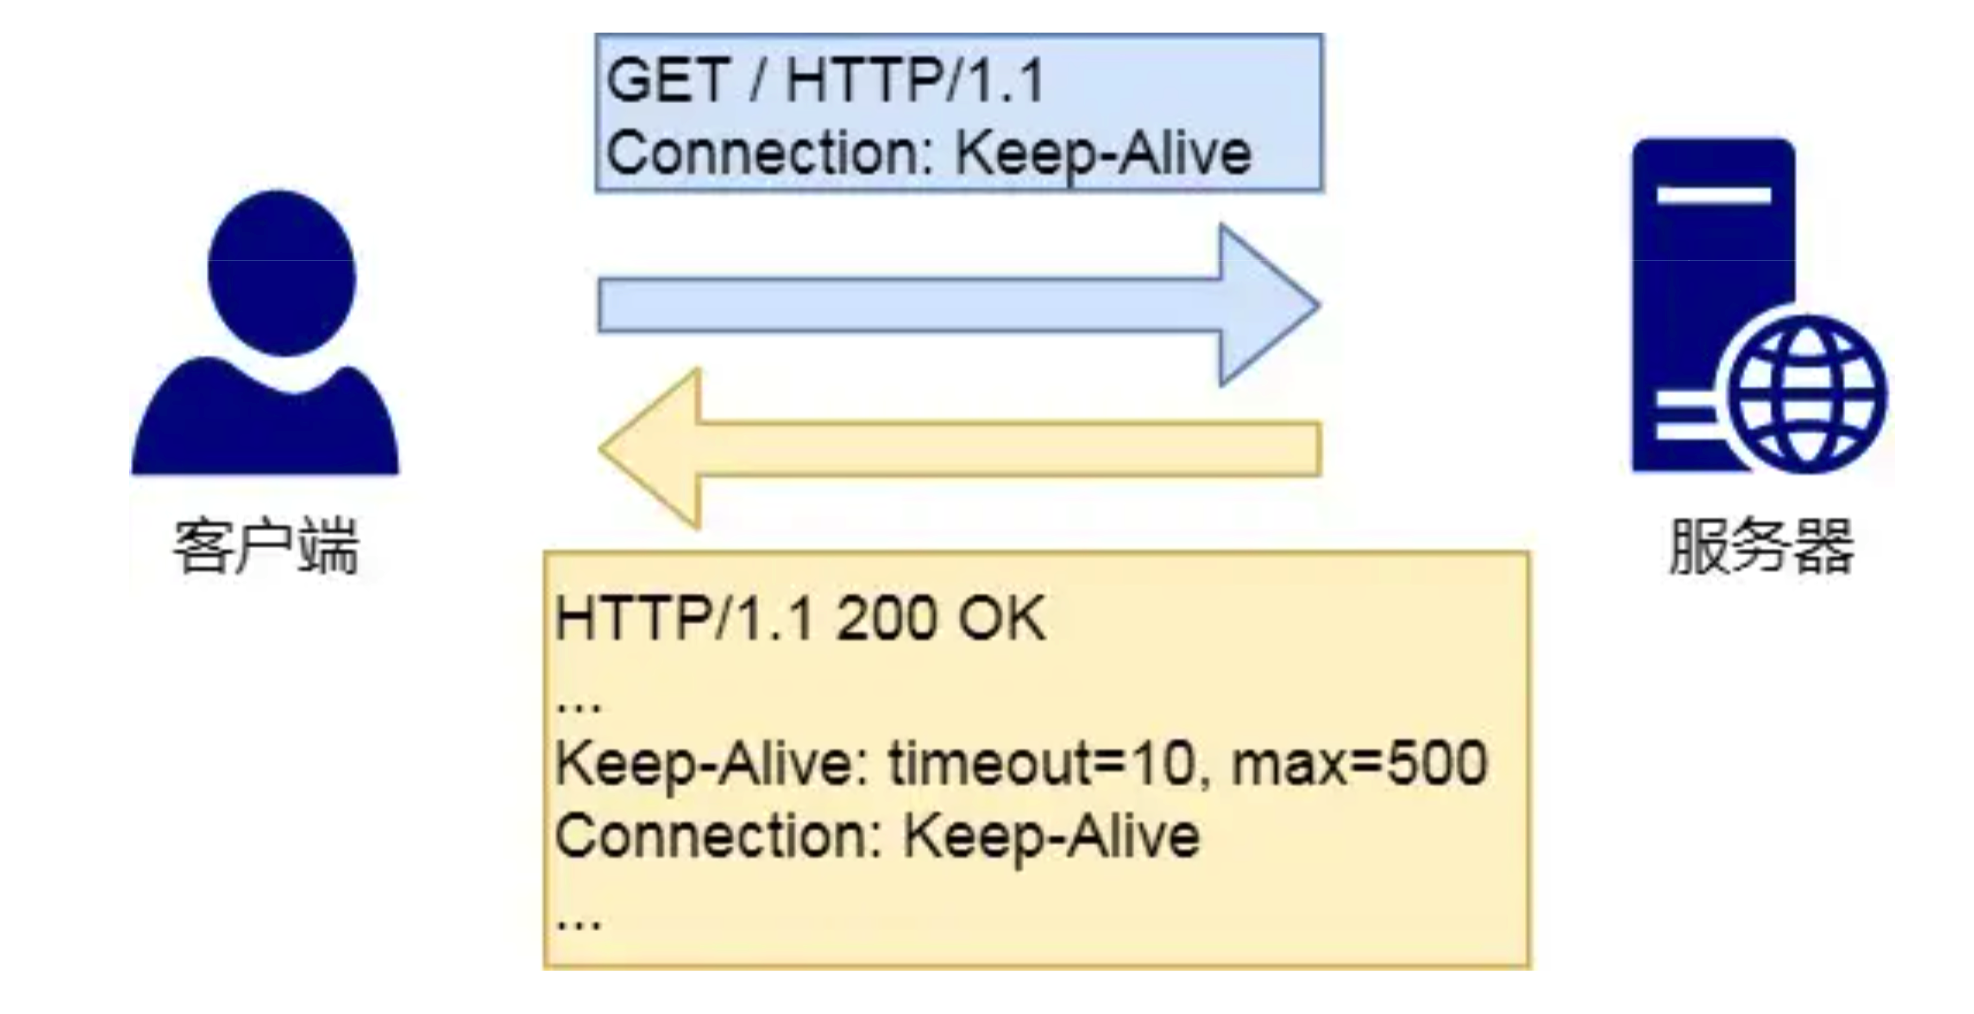 GET / HTTP/1.1
Connection: Keep-Alive
客户端
服务器
HTTP/1.1 200 OK
...
Keep-Alive: timeout=10, max=500
Connection: Keep-Alive
...